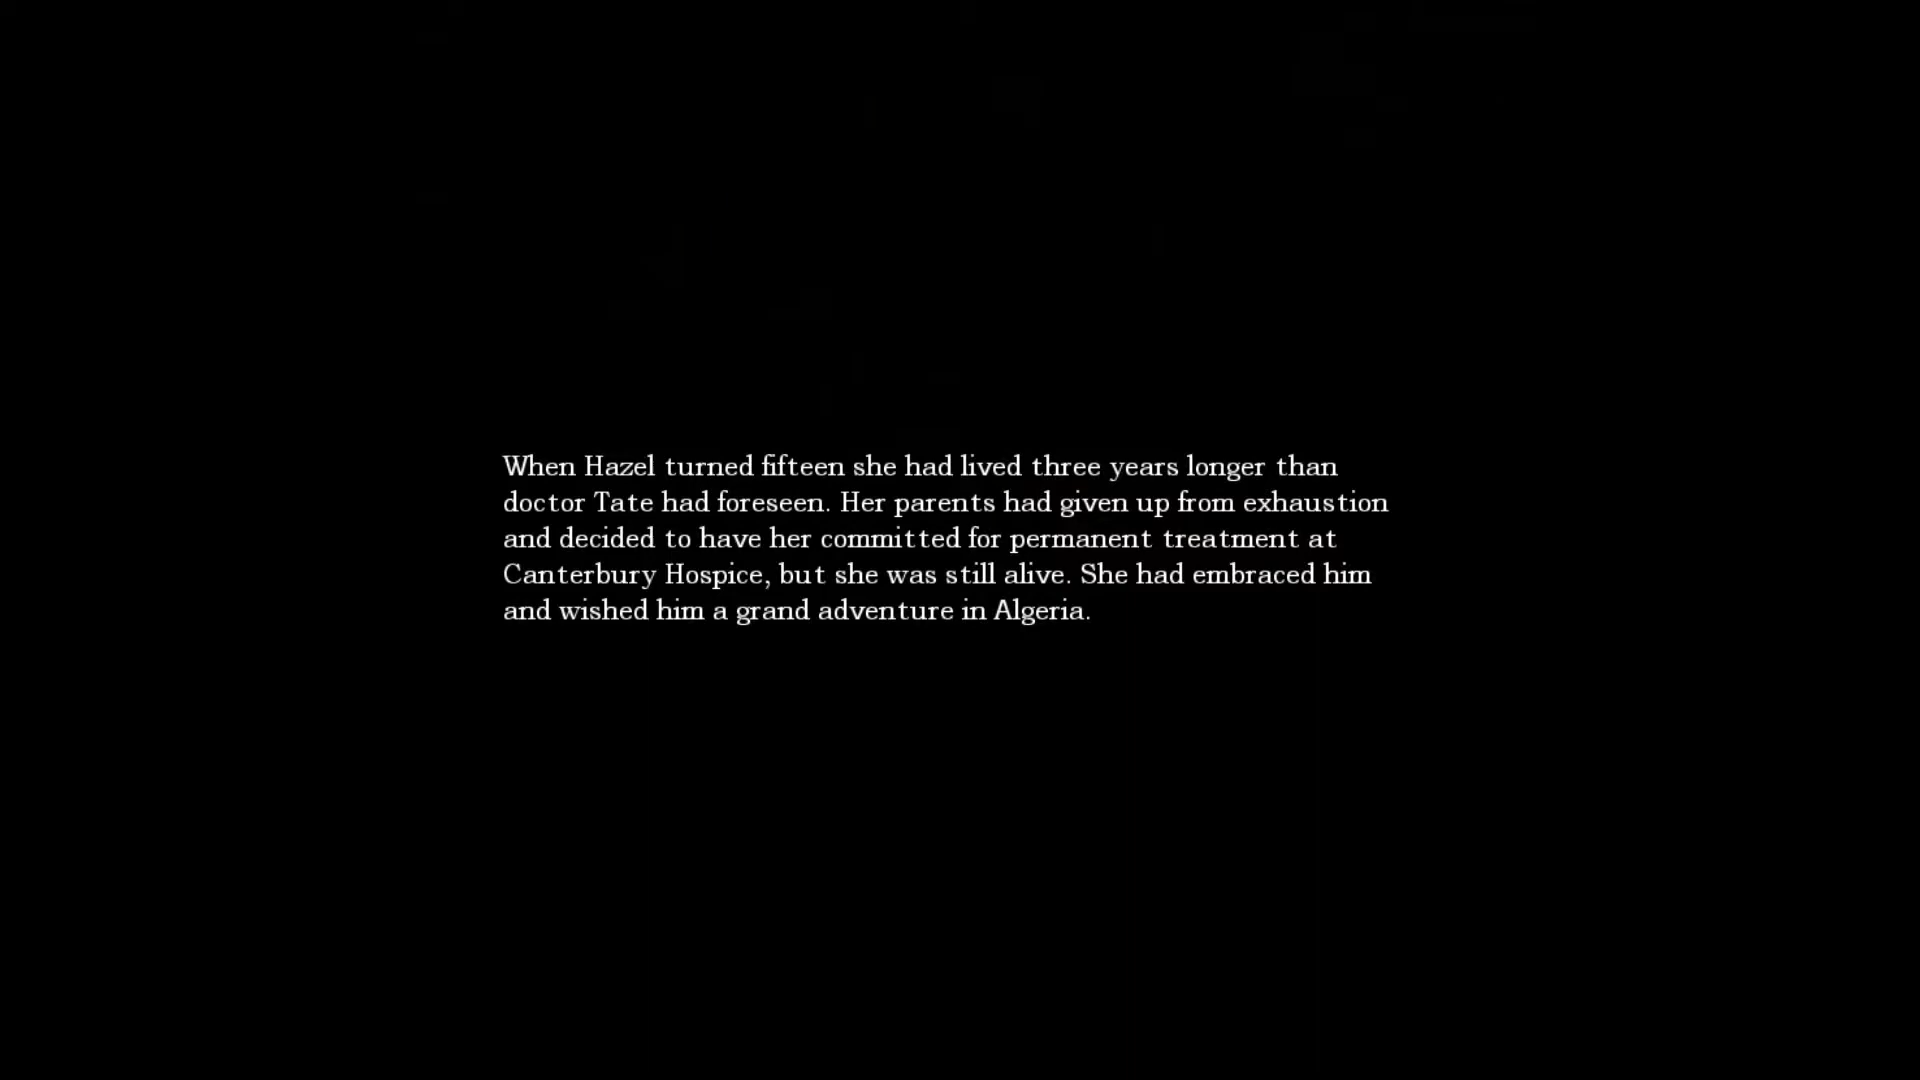 When Hazel turned fifteen she had lived three years longer than
doctor Tate had foreseen. Her parents had given up from exhaustion
and decided to have her committed for permanent treatment at
Canterbury Hospice, but she was still alive. She had embraced him
and wished him a grand adventure in Algeria.